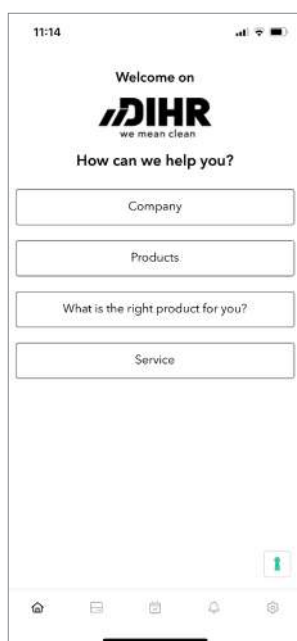 11:14
Welcome on
DIHR
we mean clean
How can we help you?
Company
Products
What is the right product for you?
Service